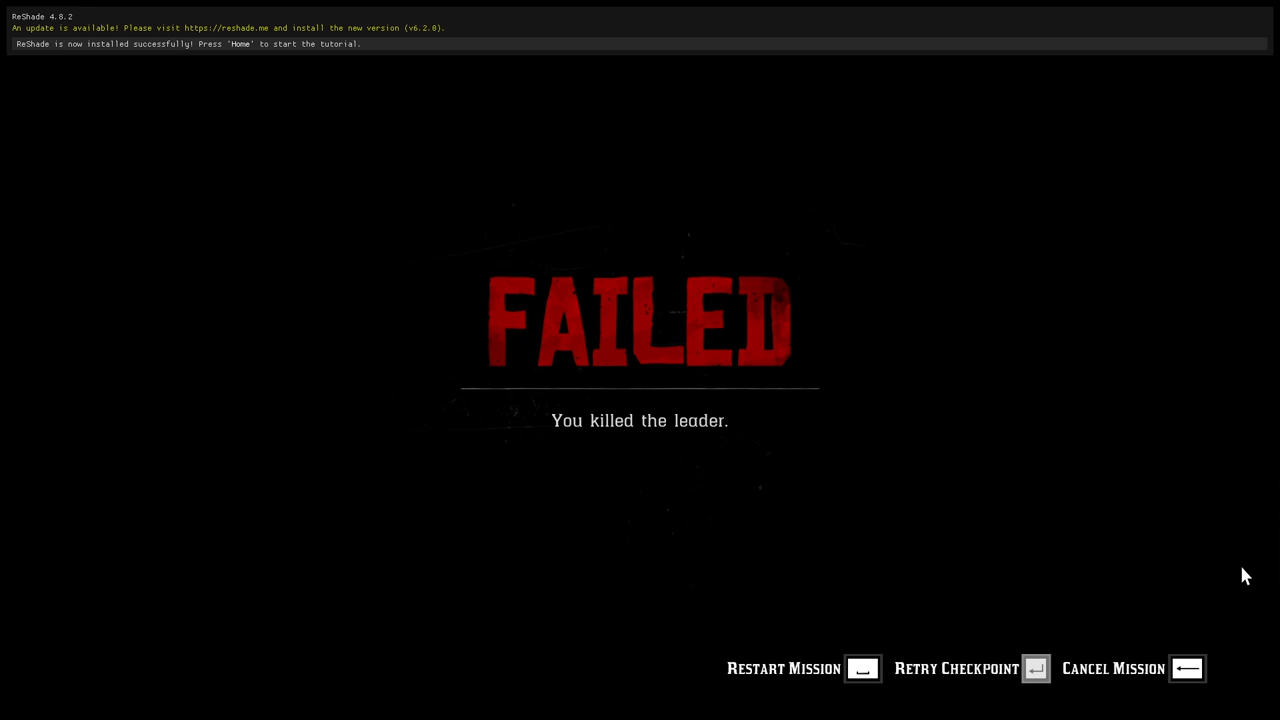 ReShade 4.8.2
An update is available! Please visit https://reshade.me and install the new version (v6.2.0).
ReShade is now installed successfully! Press 'Home' to start the tutorial.
FAILED
You killed the leader.
Restart Mission Retry Checkpoint Cancel Mission